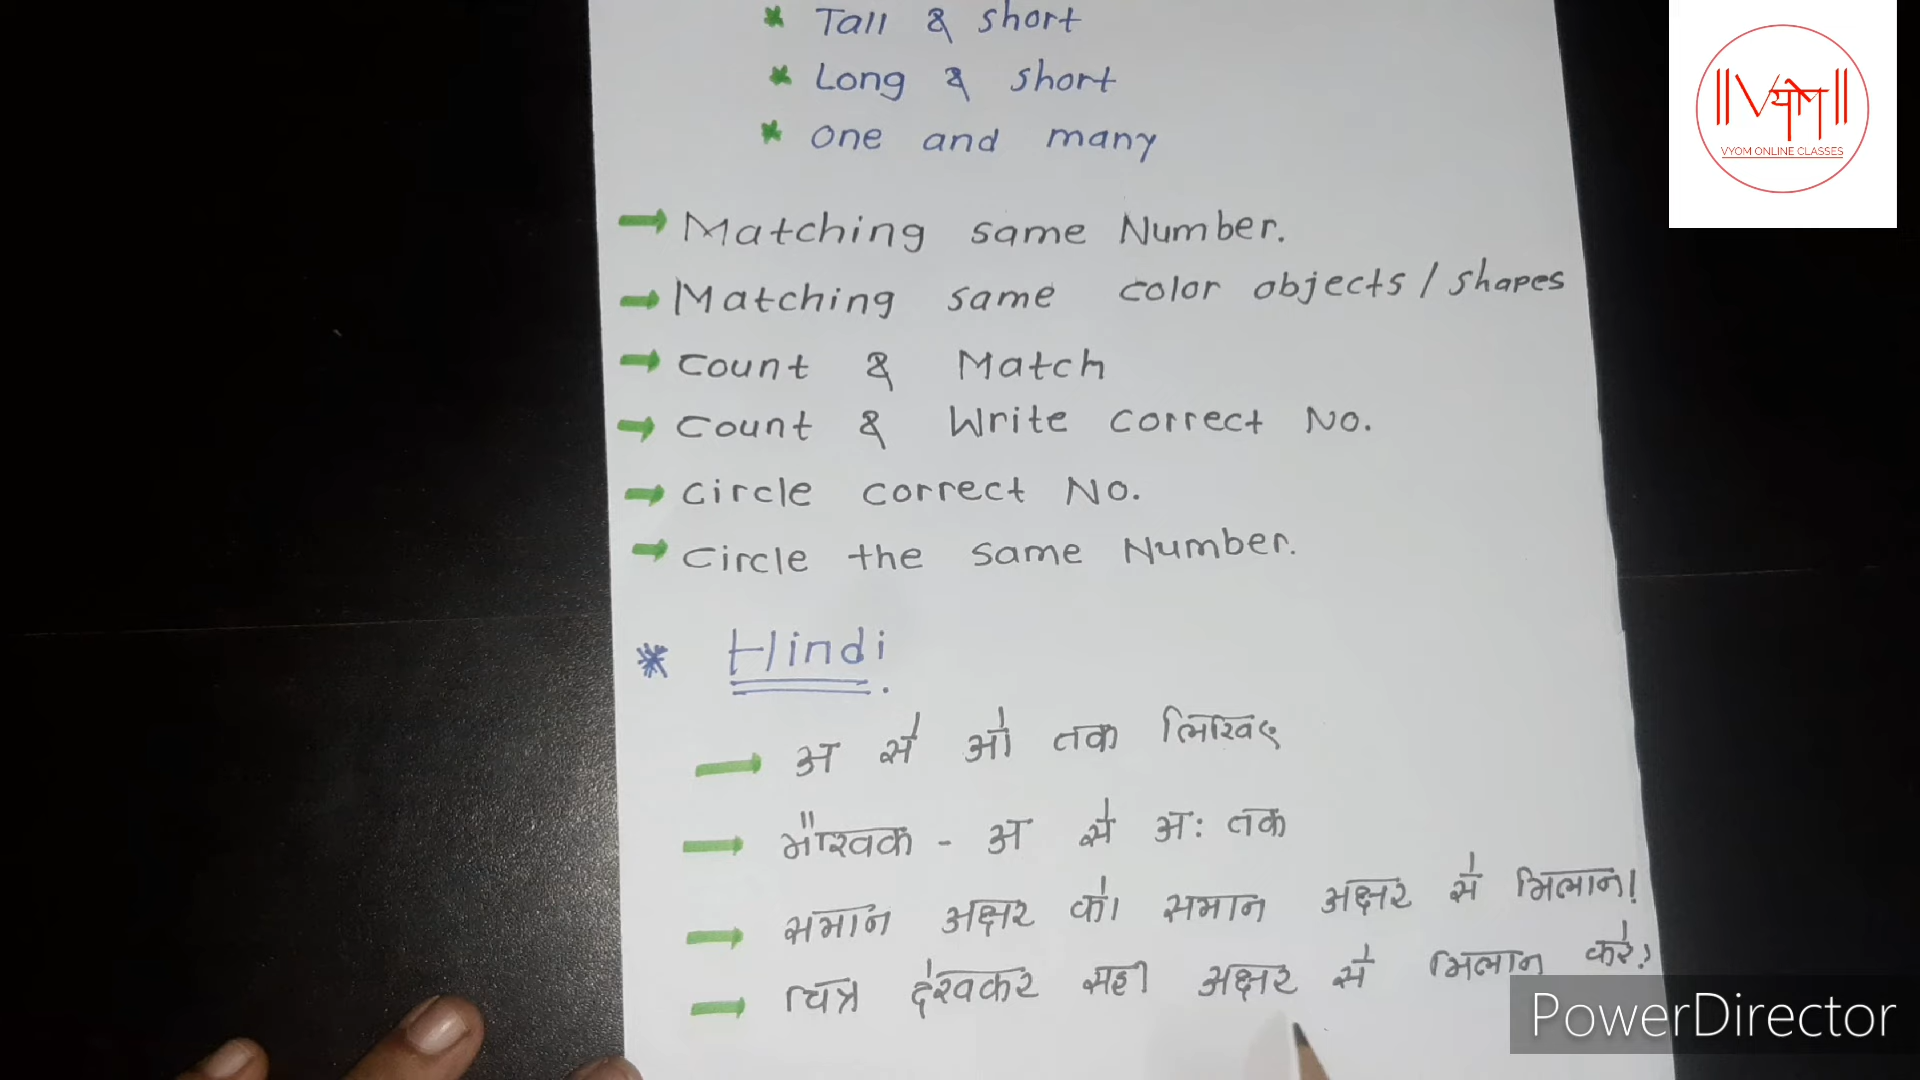 * Tall & short
* Long & short
* One and many
→ Matching same Number.
→ Matching same color objects / shapes
→ Count & Match
→ Count & Write correct No.
→ Circle correct No.
→ Circle the same Number.
* Hindi.
→ अ से ओ तक लिखिए
→ मौखिक - अ से अः तक
→ समान अक्षर को समान अक्षर से मिलान!
→ चित्र देखकर सही अक्षर से मिलान करे?
||Vयोम||
VYOM ONLINE CLASSES
PowerDirector